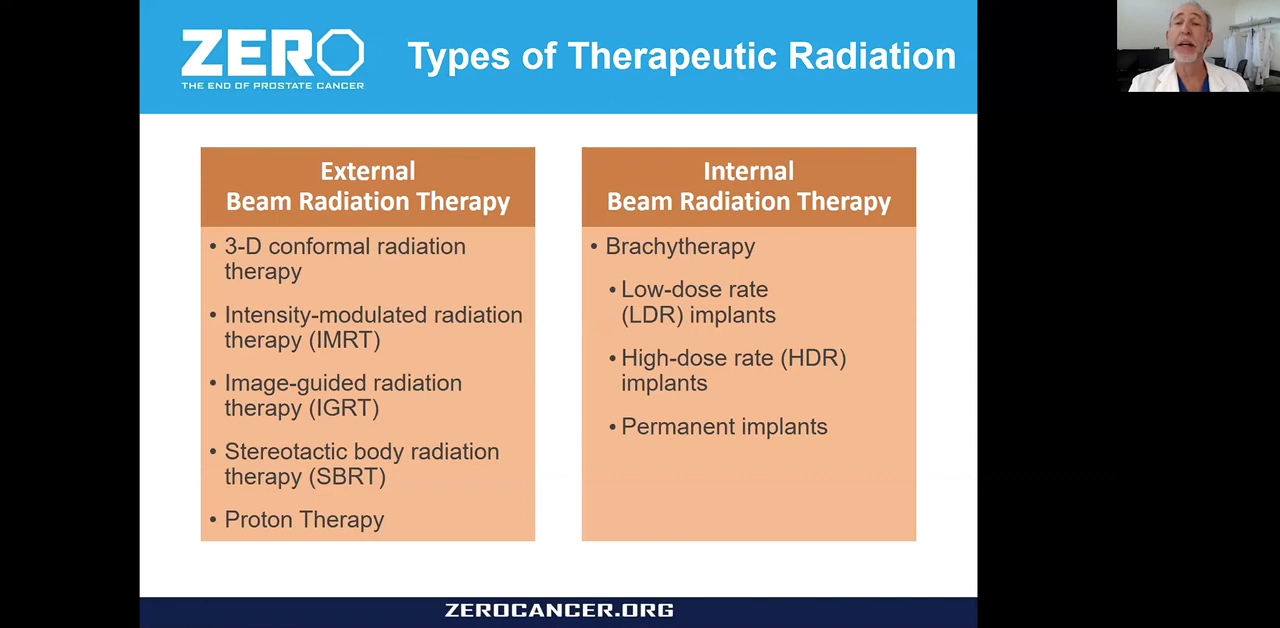 ZERO
THE END OF PROSTATE CANCER
Types of Therapeutic Radiation
External
Beam Radiation Therapy
• 3-D conformal radiation
therapy
• Intensity-modulated radiation
therapy (IMRT)
• Image-guided radiation
therapy (IGRT)
• Stereotactic body radiation
therapy (SBRT)
• Proton Therapy
Internal
Beam Radiation Therapy
• Brachytherapy
• Low-dose rate
(LDR) implants
• High-dose rate (HDR)
implants
• Permanent implants
ZEROCANCER.ORG